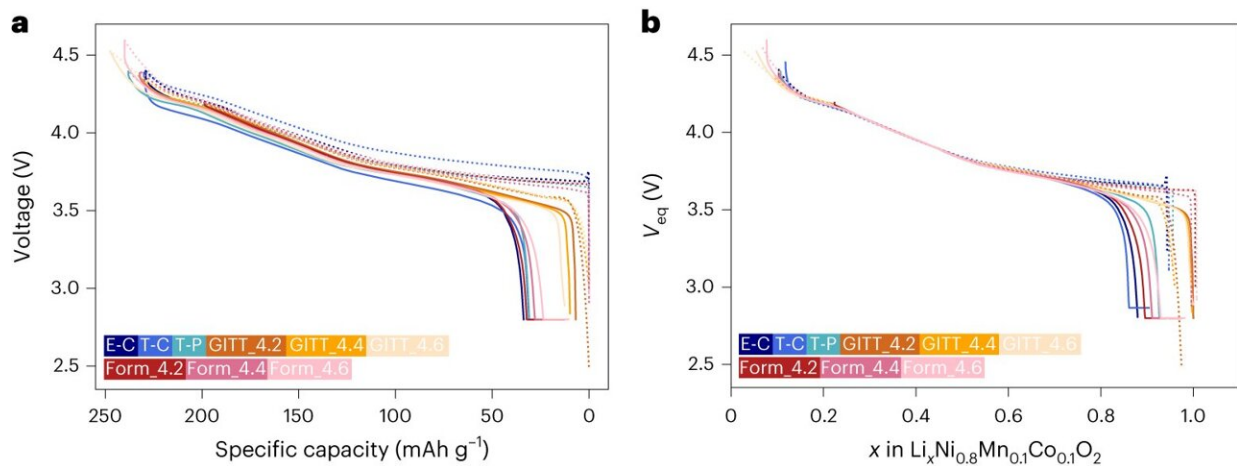 a
4.5
4.0
3.5
3.0
2.5
Voltage (V)
E-C T-C T-P GITT_4.2 GITT_4.4 GITT_4.6
Form_4.2 Form_4.4 Form_4.6
250 200 150 100 50 0
Specific capacity (mAh g⁻¹)
b
4.5
4.0
3.5
3.0
2.5
V_eq (V)
E-C T-C T-P GITT_4.2 GITT_4.4 GITT_4.6
Form_4.2 Form_4.4 Form_4.6
0 0.2 0.4 0.6 0.8 1.0
x in LiₓNi₀.₈Mn₀.₁Co₀.₁O₂